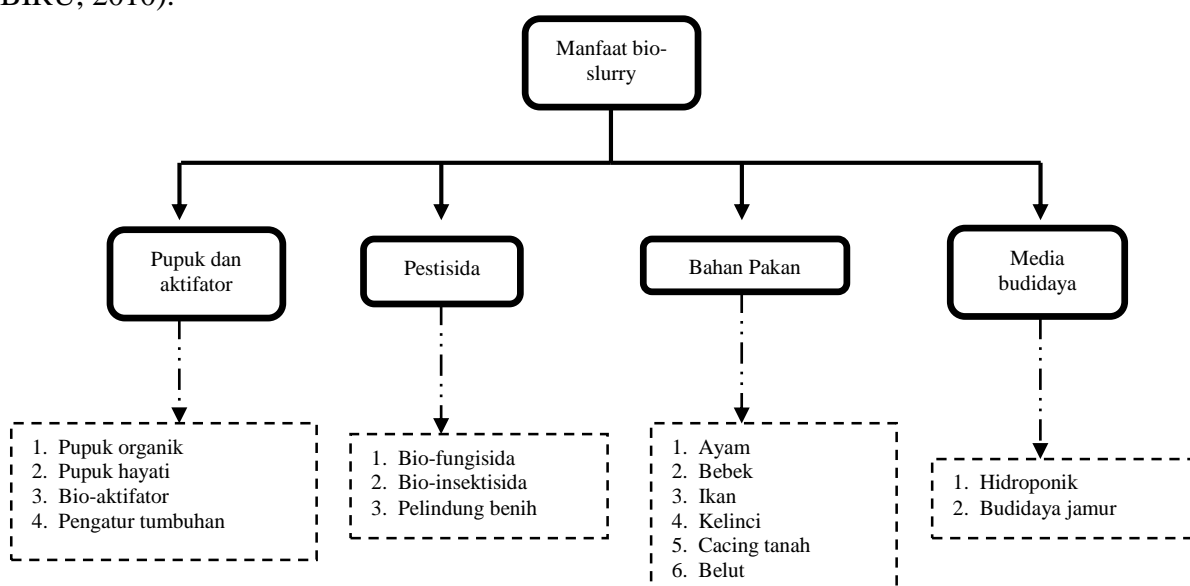 BIRU, 2010).
Manfaat bio-
slurry
Pupuk dan
aktifator
Pestisida
Bahan Pakan
Media
budidaya
1. Pupuk organik
2. Pupuk hayati
3. Bio-aktifator
4. Pengatur tumbuhan
1. Bio-fungisida
2. Bio-insektisida
3. Pelindung benih
1. Ayam
2. Bebek
3. Ikan
4. Kelinci
5. Cacing tanah
6. Belut
1. Hidroponik
2. Budidaya jamur